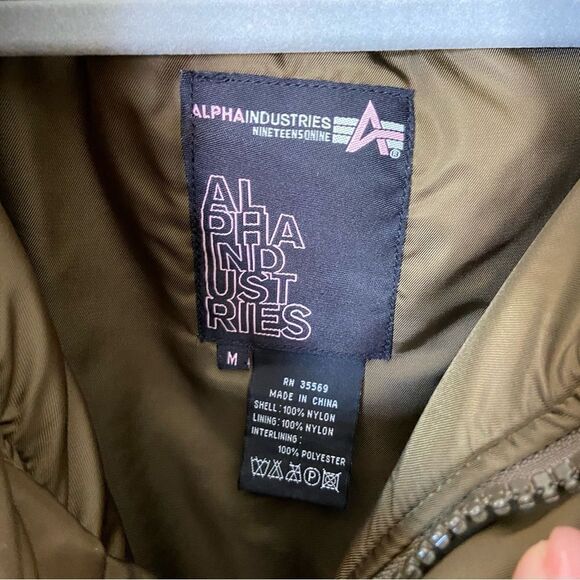 ALPHAINDUSTRIES
NINETEEN5ONINE
®
AL
PHA
IND
UST
RIES
M
RN 35569
MADE IN CHINA
SHELL: 100% NYLON
LINING: 100% NYLON
INTERLINING:
100% POLYESTER
P